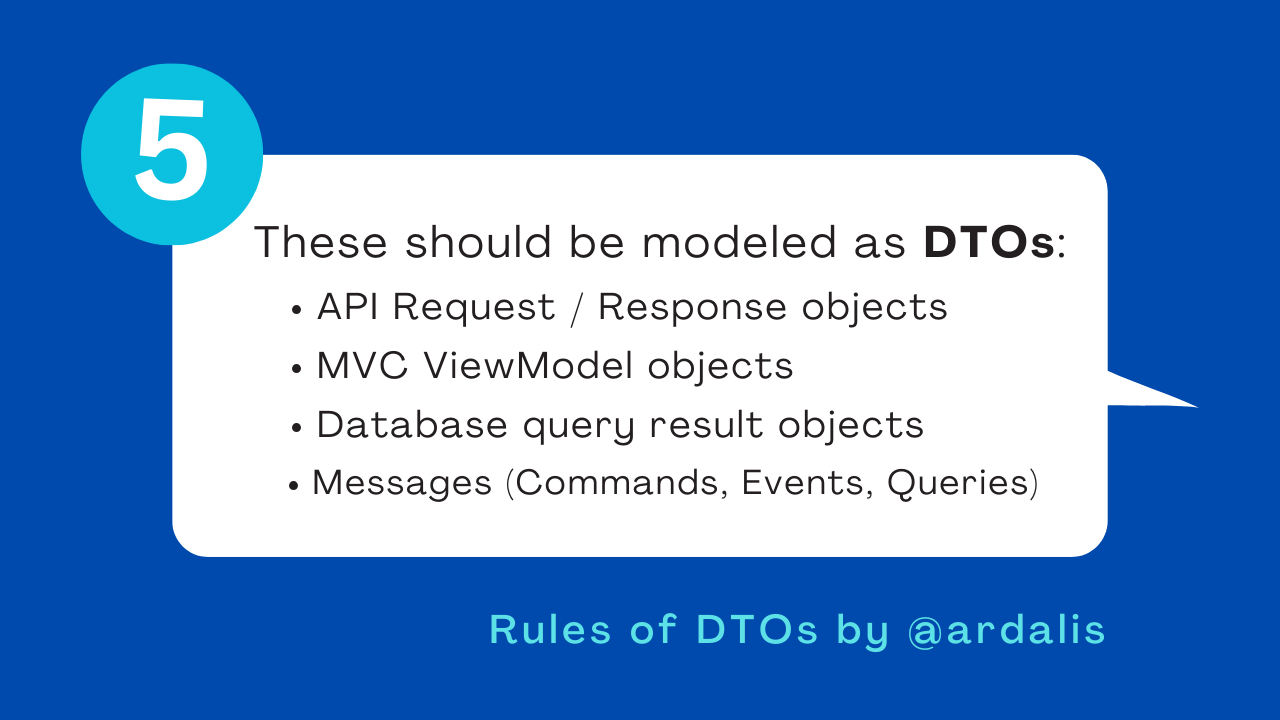 5
These should be modeled as DTOs:
• API Request / Response objects
• MVC ViewModel objects
• Database query result objects
• Messages (Commands, Events, Queries)
Rules of DTOs by @ardalis